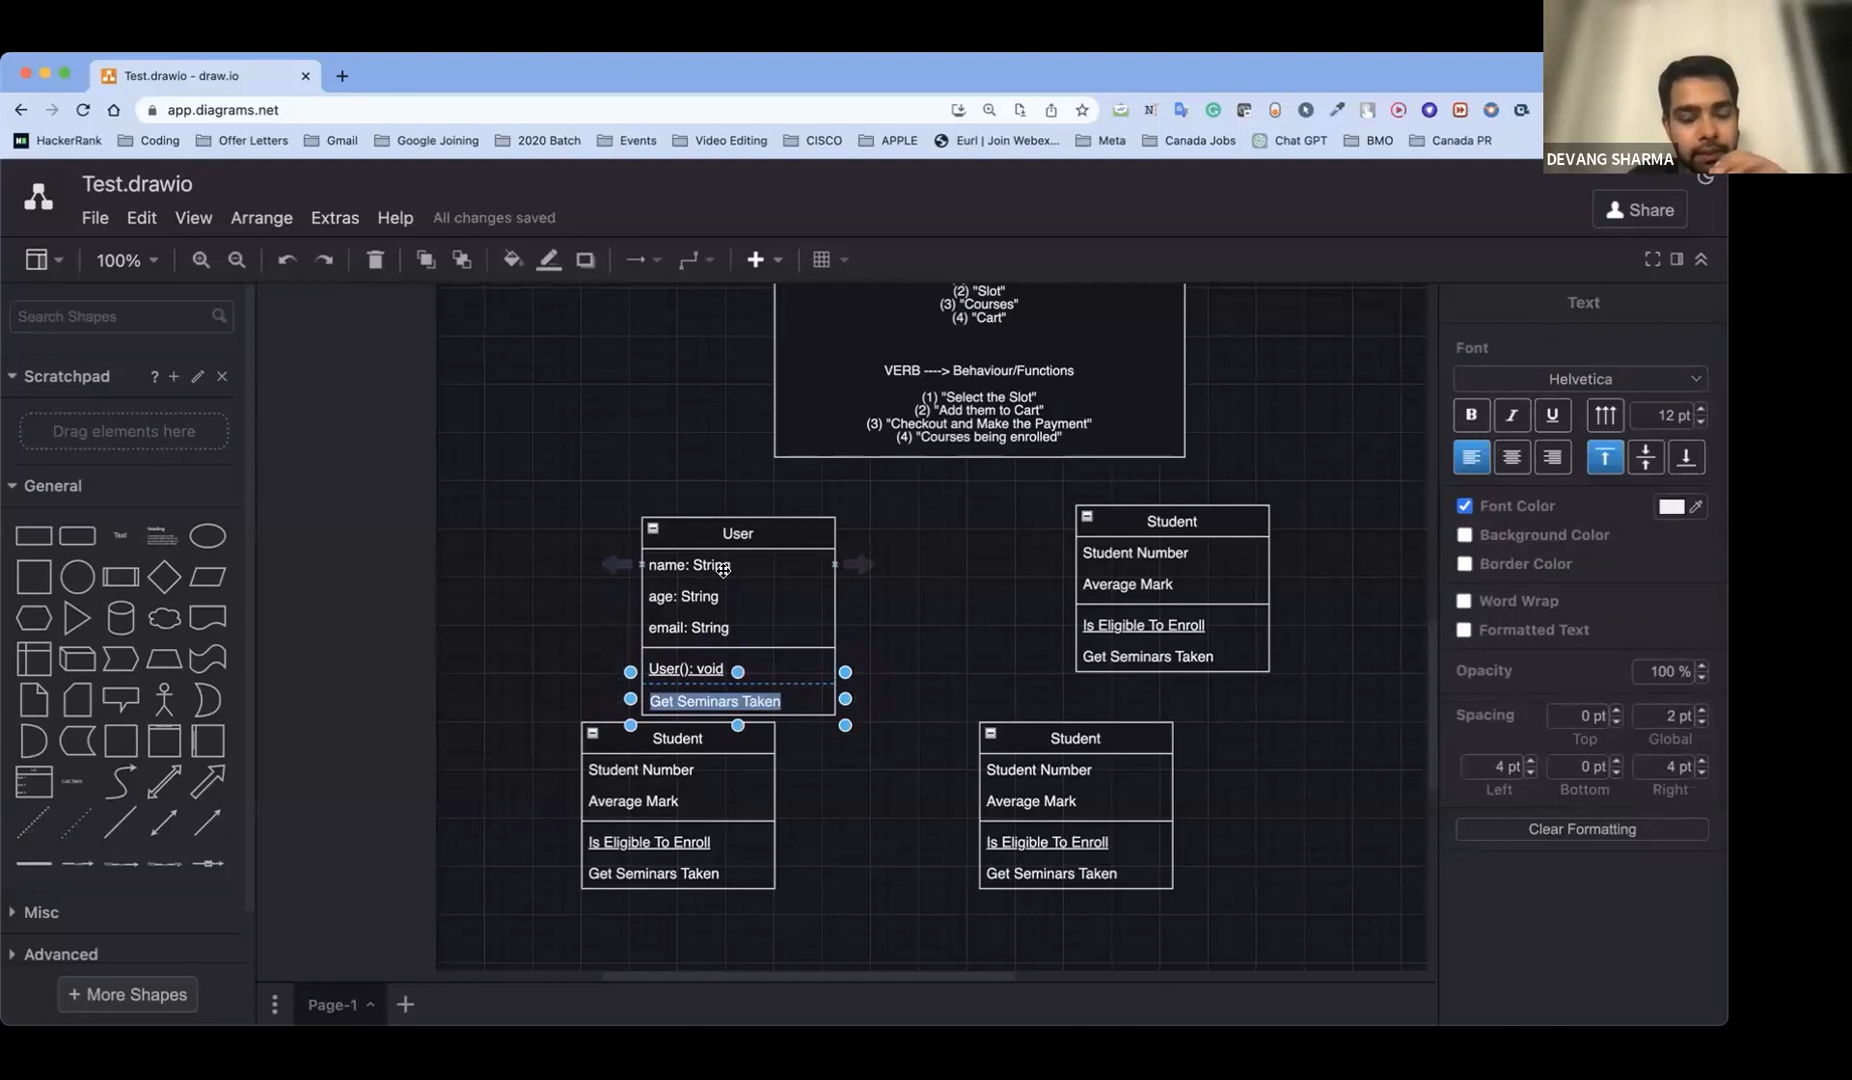 Test.drawio - draw.io
app.diagrams.net
HackerRank Coding Offer Letters Gmail Google Joining 2020 Batch Events Video Editing CISCO APPLE Eurl | Join Webex... Meta Canada Jobs Chat GPT BMO Canada PR
DEVANG SHARMA
Test.drawio
File Edit View Arrange Extras Help All changes saved
Share
100%
Search Shapes
Scratchpad
?
Drag elements here
General
Text
Heading
List Item
Misc
Advanced
+ More Shapes
(2) "Slot"
(3) "Courses"
(4) "Cart"
VERB ----> Behaviour/Functions
(1) "Select the Slot"
(2) "Add them to Cart"
(3) "Checkout and Make the Payment"
(4) "Courses being enrolled"
User
name: String
age: String
email: String
User(): void
Get Seminars Taken
Student
Student Number
Average Mark
Is Eligible To Enroll
Get Seminars Taken
Student
Student Number
Average Mark
Is Eligible To Enroll
Get Seminars Taken
Student
Student Number
Average Mark
Is Eligible To Enroll
Get Seminars Taken
Page-1
Text
Font
Helvetica
B I U 12 pt
Font Color
Background Color
Border Color
Word Wrap
Formatted Text
Opacity 100 %
Spacing 0 pt 2 pt
Top Global
4 pt 0 pt 4 pt
Left Bottom Right
Clear Formatting